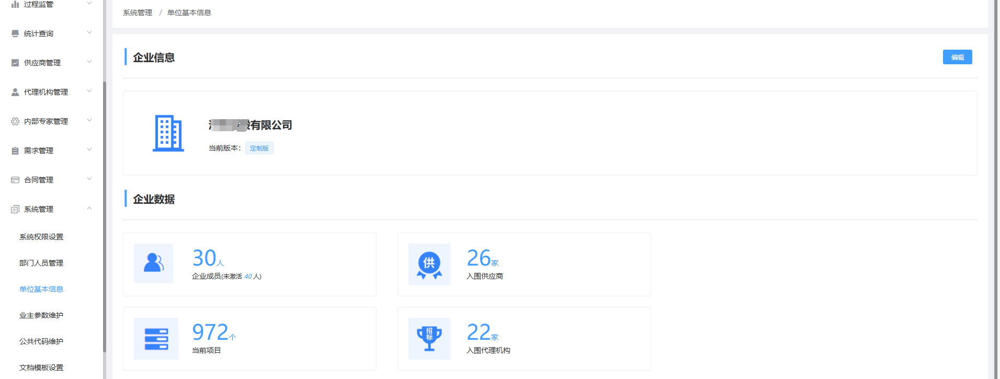 过程监管
统计查询
供应商管理
代理机构管理
内部专家管理
需求管理
合同管理
系统管理
系统权限设置
部门人员管理
单位基本信息
业主参数维护
公共代码维护
文档模板设置
系统管理 / 单位基本信息
企业信息
编辑
有限公司
当前版本：定制版
企业数据
30人
企业成员(未激活 40 人)
供
26家
入围供应商
972个
当前项目
招标
22家
入围代理机构